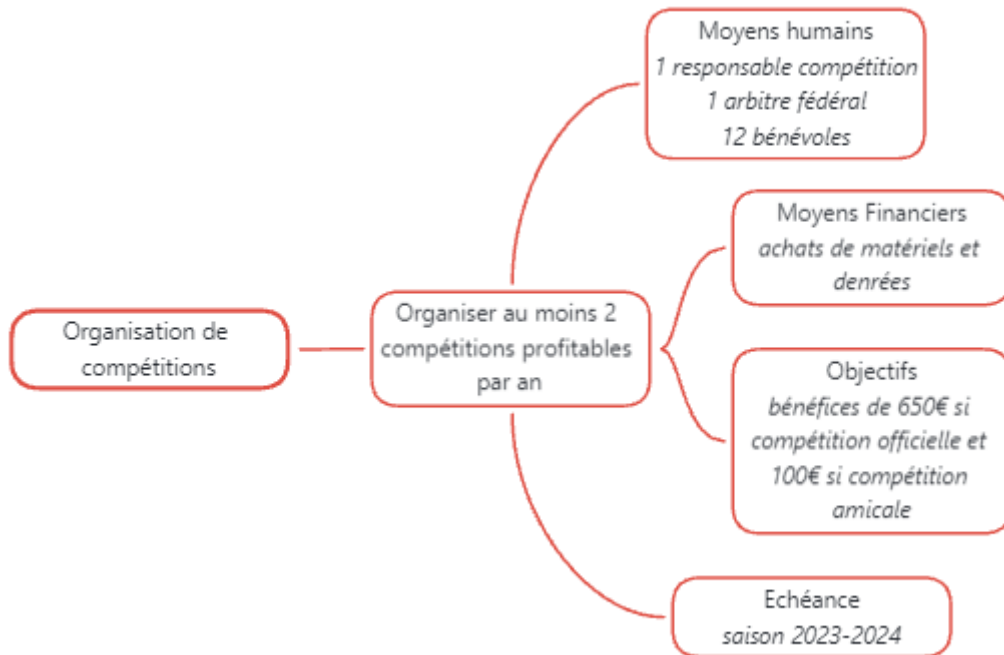 Organisation de
compétitions
Organiser au moins 2
compétitions profitables
par an
Moyens humains
1 responsable compétition
1 arbitre fédéral
12 bénévoles
Moyens Financiers
achats de matériels et
denrées
Objectifs
bénéfices de 650€ si
compétition officielle et
100€ si compétition
amicale
Echéance
saison 2023-2024